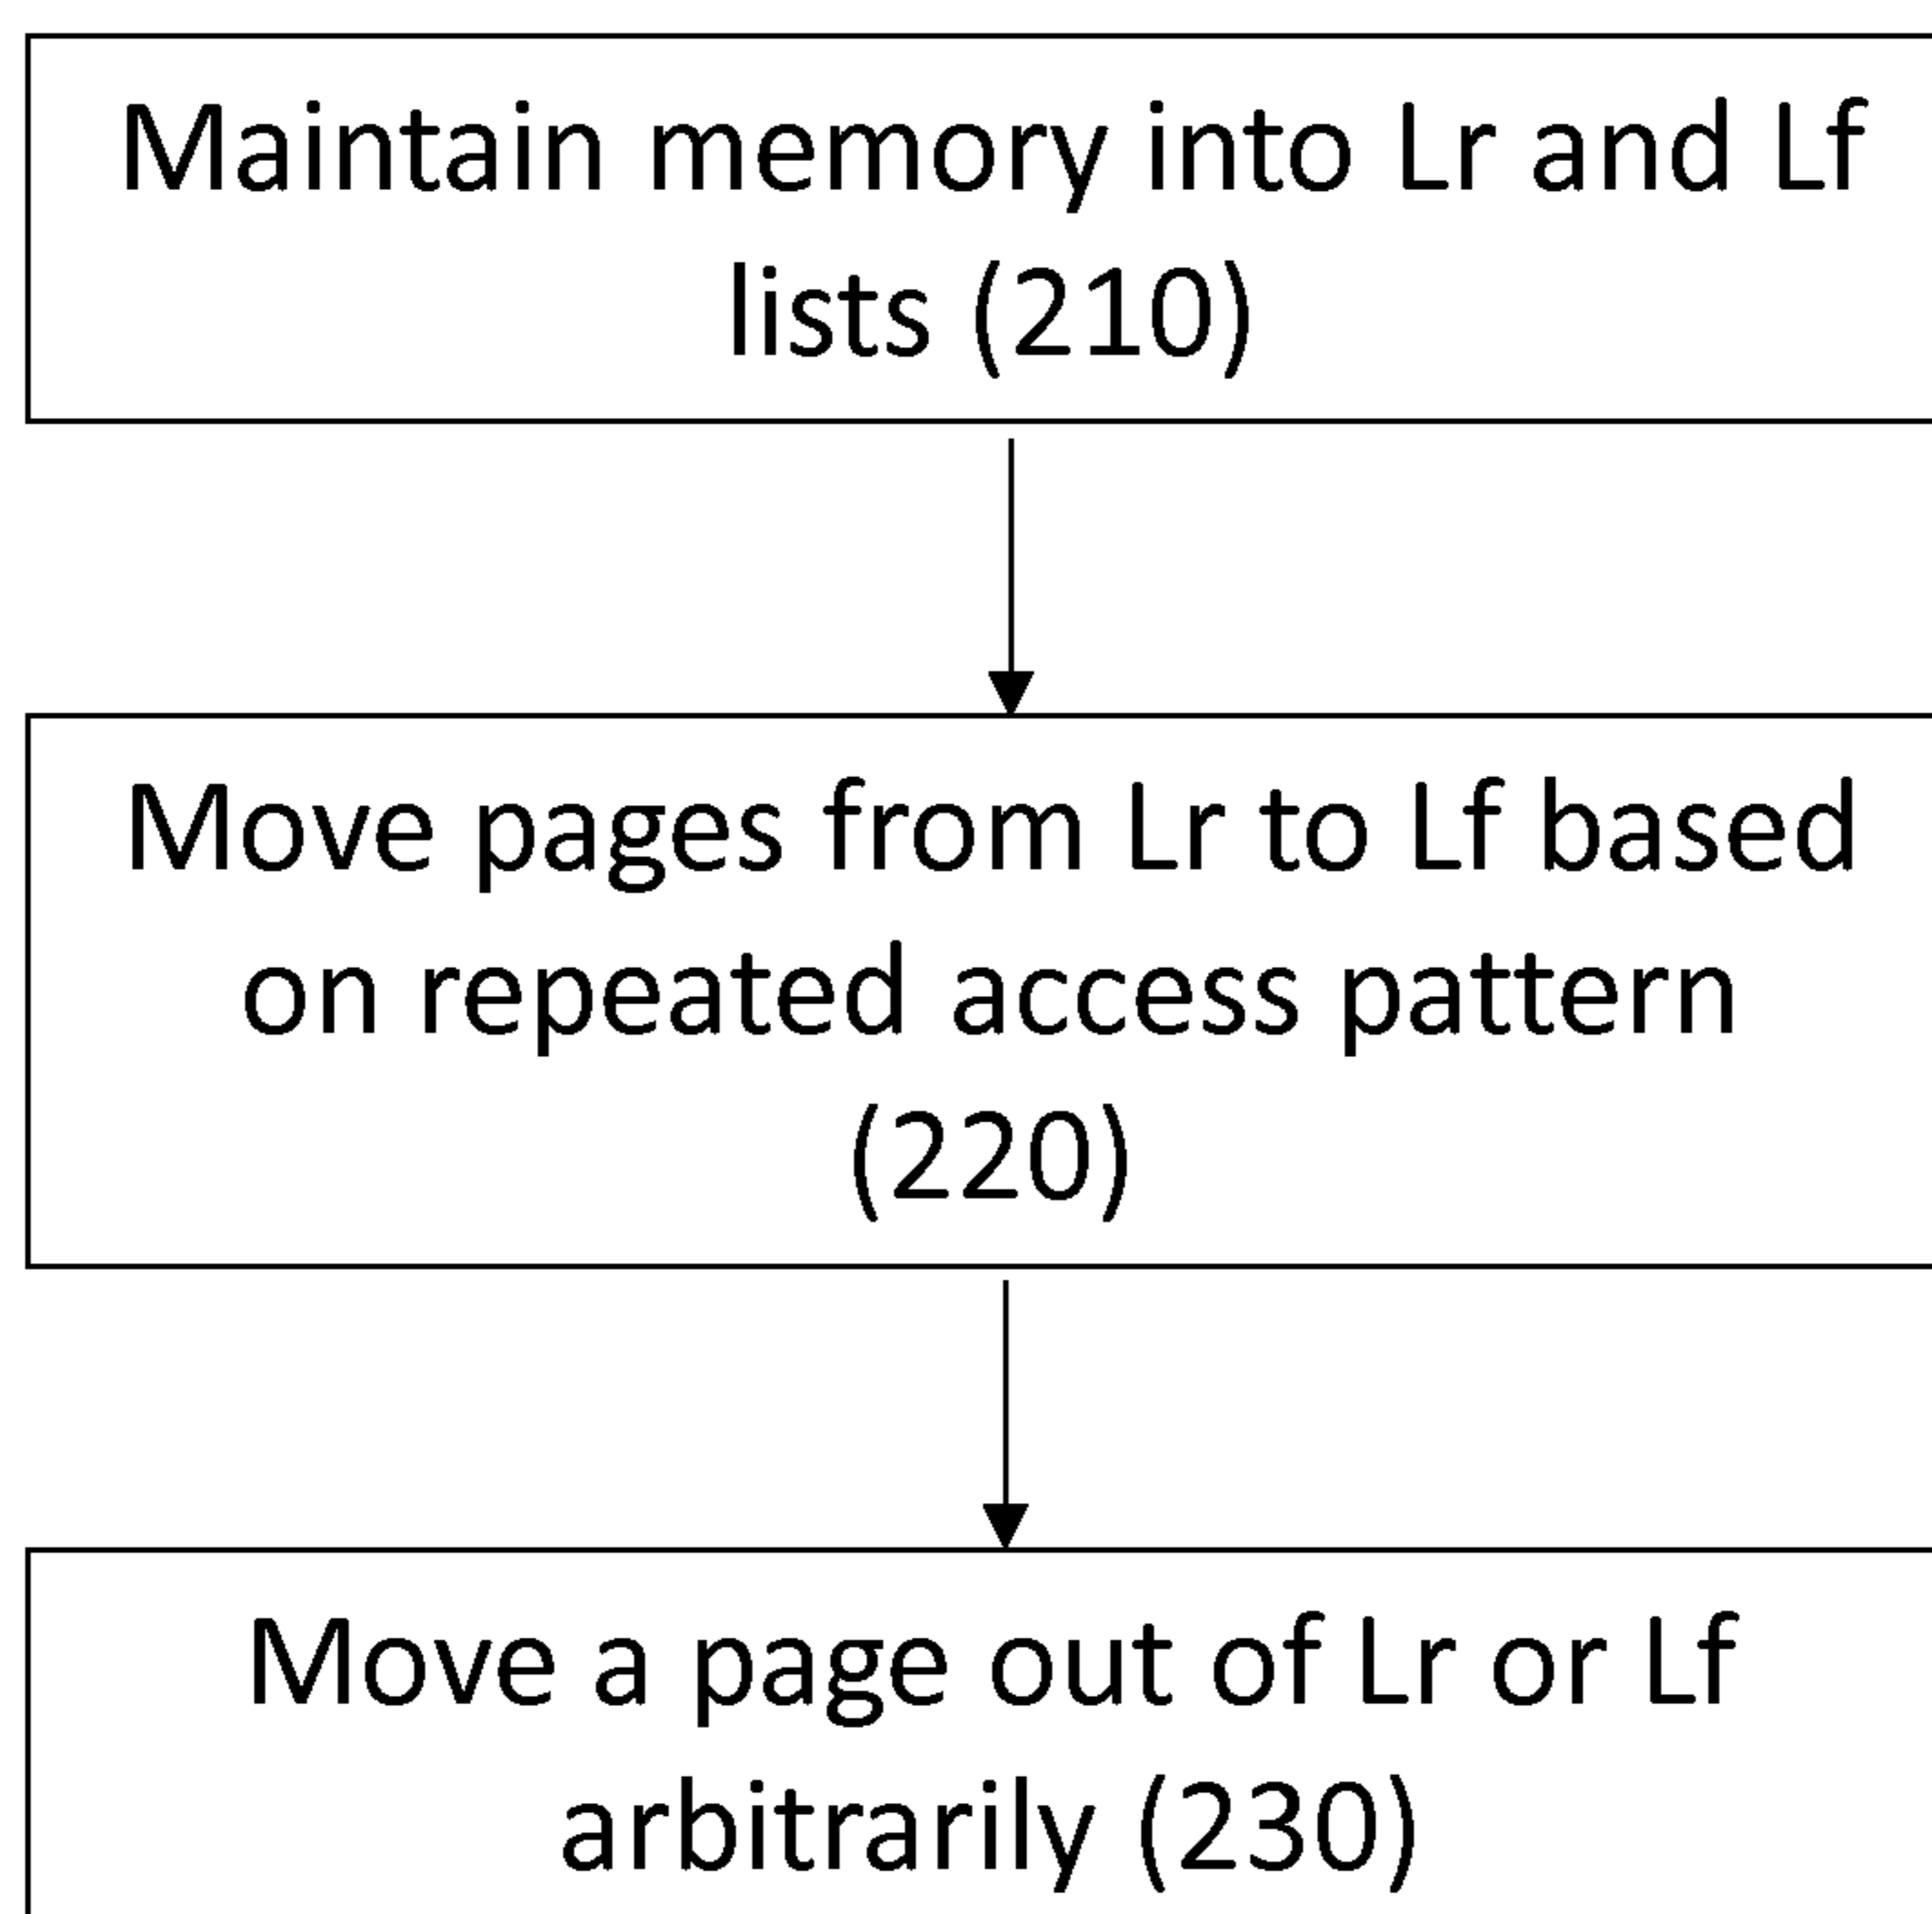 Maintain memory into Lr and Lf
lists (210)
Move pages from Lr to Lf based
on repeated access pattern
(220)
Move a page out of Lr or Lf
arbitrarily (230)